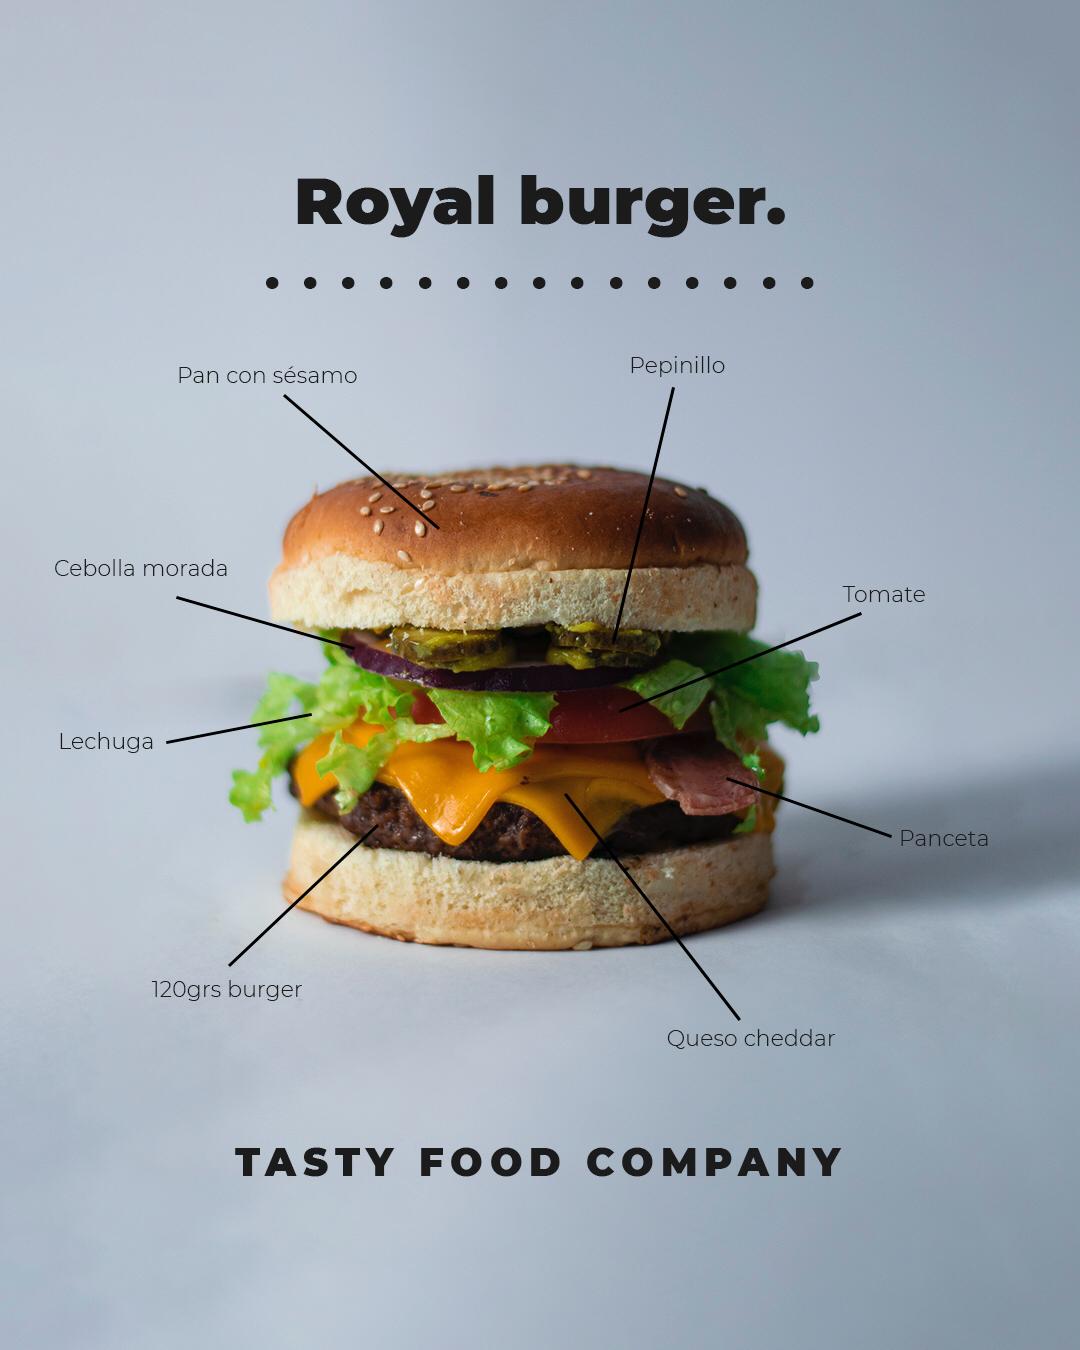 Royal burger.
Pan con sésamo
Pepinillo
Cebolla morada
Tomate
Lechuga
Panceta
120grs burger
Queso cheddar
TASTY FOOD COMPANY